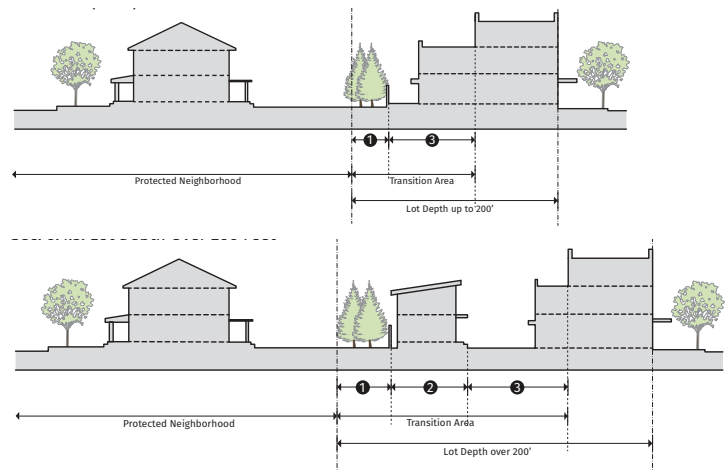 1
3
Protected Neighborhood
Transition Area
Lot Depth up to 200'
1
2
3
Protected Neighborhood
Transition Area
Lot Depth over 200'